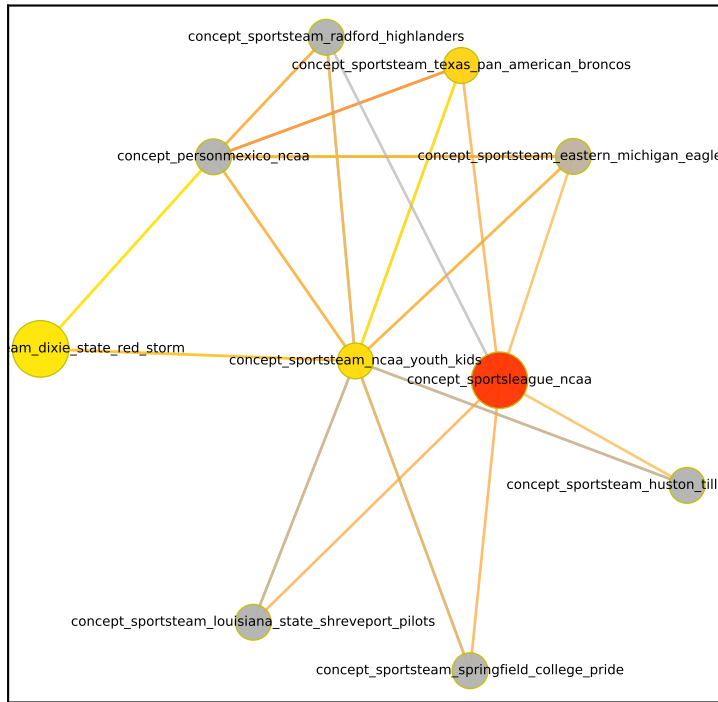 concept_sportsteam_radford_highlanders
concept_sportsteam_texas_pan_american_broncos
concept_personmexico_ncaa
concept_sportsteam_eastern_michigan_eagle
am_dixie_state_red_storm
concept_sportsteam_ncaa_youth_kids
concept_sportsleague_ncaa
concept_sportsteam_huston_till
concept_sportsteam_louisiana_state_shreveport_pilots
concept_sportsteam_springfield_college_pride